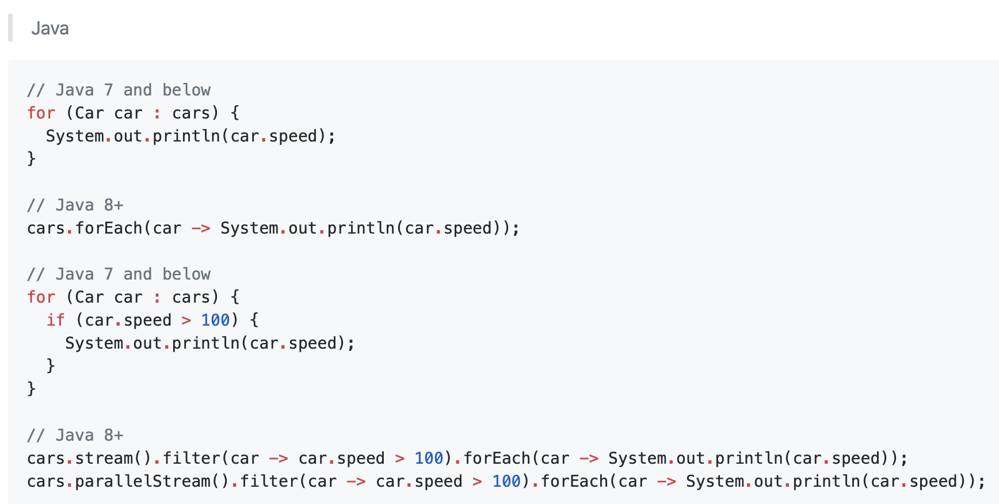 Java
// Java 7 and below
for (Car car : cars) {
  System.out.println(car.speed);
}

// Java 8+
cars.forEach(car -> System.out.println(car.speed));

// Java 7 and below
for (Car car : cars) {
  if (car.speed > 100) {
    System.out.println(car.speed);
  }
}

// Java 8+
cars.stream().filter(car -> car.speed > 100).forEach(car -> System.out.println(car.speed));
cars.parallelStream().filter(car -> car.speed > 100).forEach(car -> System.out.println(car.speed));